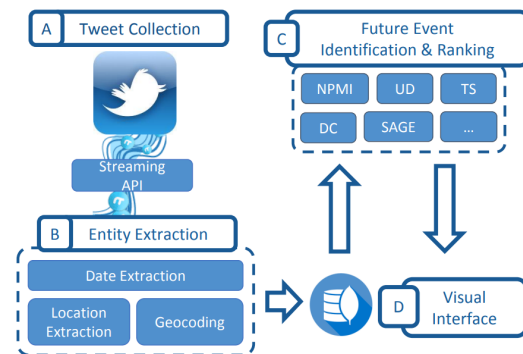 A
Tweet Collection
Streaming
API
B
Entity Extraction
Date Extraction
Location
Extraction
Geocoding
C
Future Event
Identification & Ranking
NPMI
UD
TS
DC
SAGE
...
D
Visual
Interface